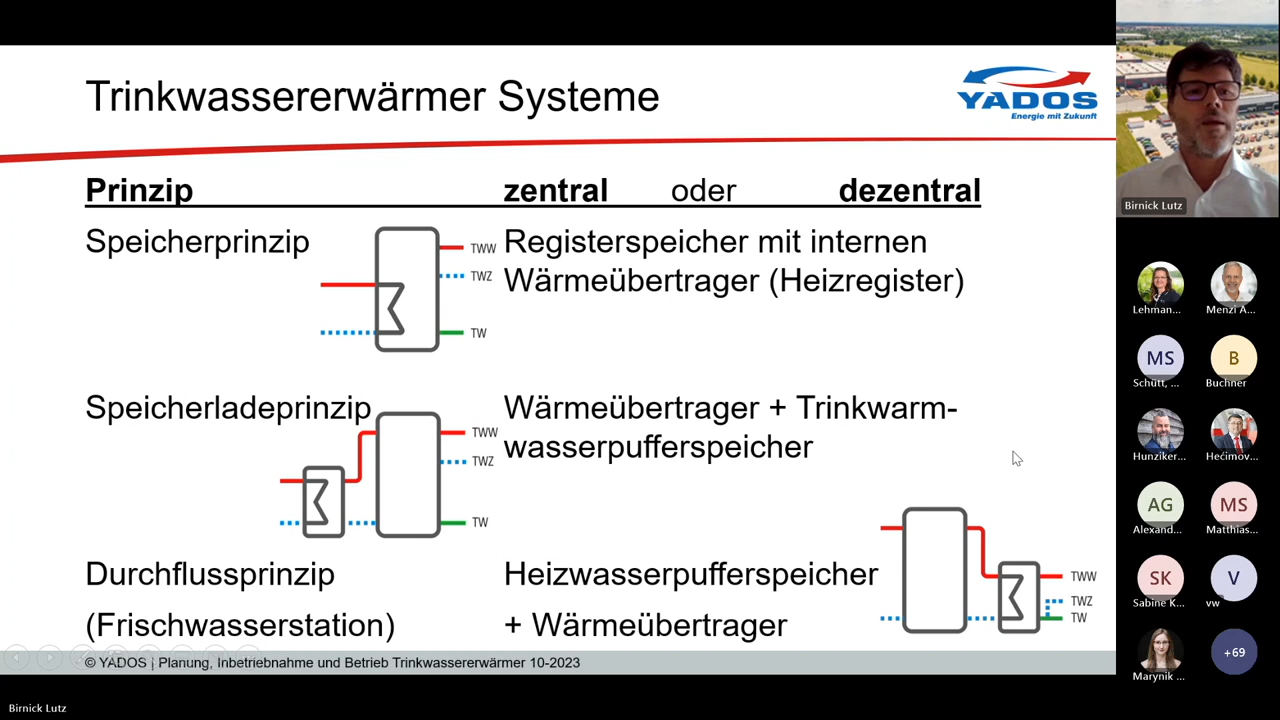 Trinkwassererwärmer Systeme
YADOS
Energie mit Zukunft
Prinzip zentral oder dezentral
Speicherprinzip
TWW
TWZ
TW
Registerspeicher mit internen
Wärmeübertrager (Heizregister)
Speicherladeprinzip
TWW
TWZ
TW
Wärmeübertrager + Trinkwarm-
wasserpufferspeicher
Durchflussprinzip
(Frischwasserstation)
Heizwasserpufferspeicher
+ Wärmeübertrager
TWW
TWZ
TW
© YADOS | Planung, Inbetriebnahme und Betrieb Trinkwassererwärmer 10-2023
Birnick Lutz
Birnick Lutz
Lehman...
Menzi A...
MS
Schütt, ...
B
Buchner
Hunziker...
Hećimov...
AG
Alexand...
MS
Matthias...
SK
Sabine K...
V
vw
Marynik ...
+69